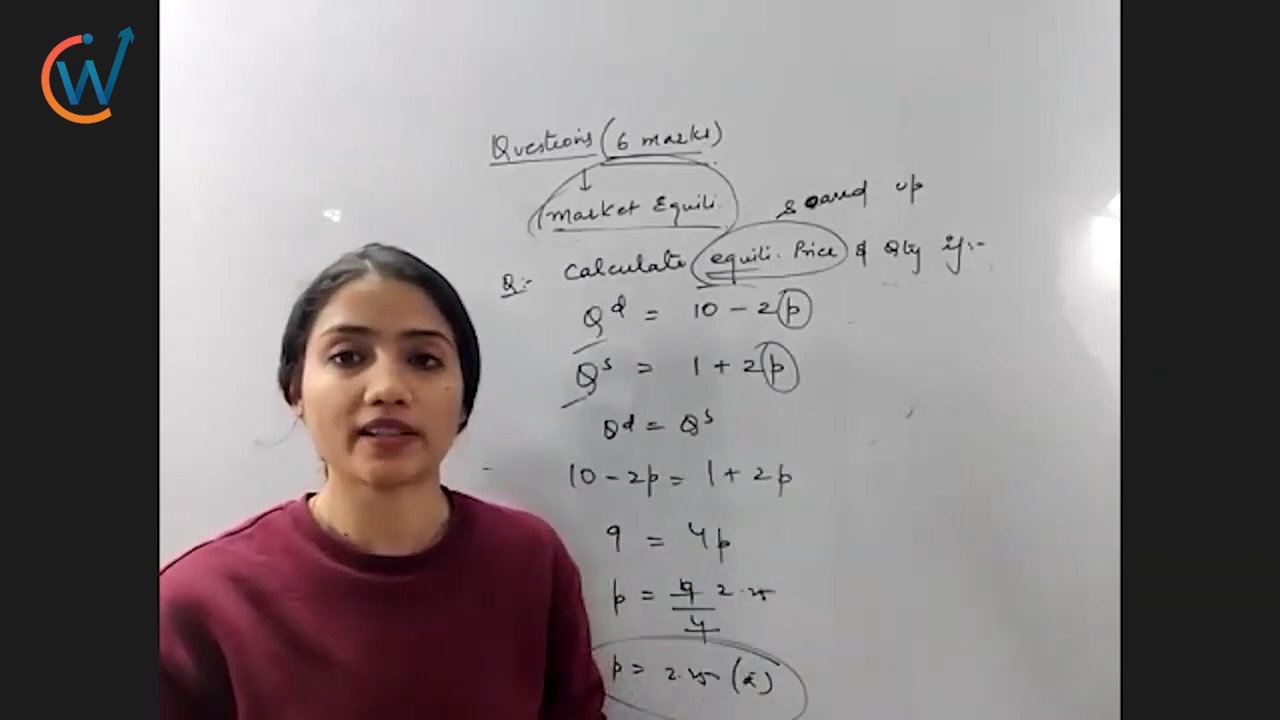 Questions (6 marks)
↓
market Equili.
and up
Q:- Calculate equili. Price & Qty if:-
Qᵈ = 10 - 2p
Qˢ = 1 + 2p
Qᵈ = Qˢ
10 - 2p = 1 + 2p
9 = 4p
p = 9/4 2.25
p = 2.25 (₹)